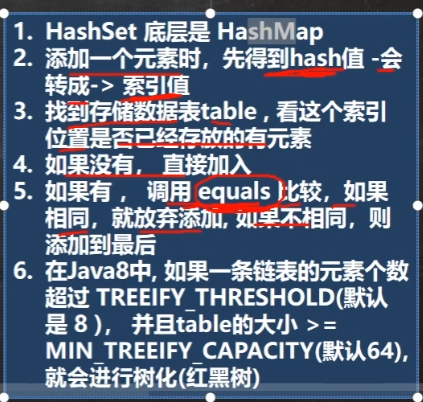 1. HashSet 底层是 HashMap
2. 添加一个元素时，先得到hash值 -会
转成-> 索引值
3. 找到存储数据表table , 看这个索引
位置是否已经存放的有元素
4. 如果没有， 直接加入
5. 如果有 ， 调用 equals 比较，如果
相同，就放弃添加, 如果不相同，则
添加到最后
6. 在Java8中, 如果一条链表的元素个数
超过 TREEIFY_THRESHOLD(默认
是 8 )， 并且table的大小 >=
MIN_TREEIFY_CAPACITY(默认64),
就会进行树化(红黑树)